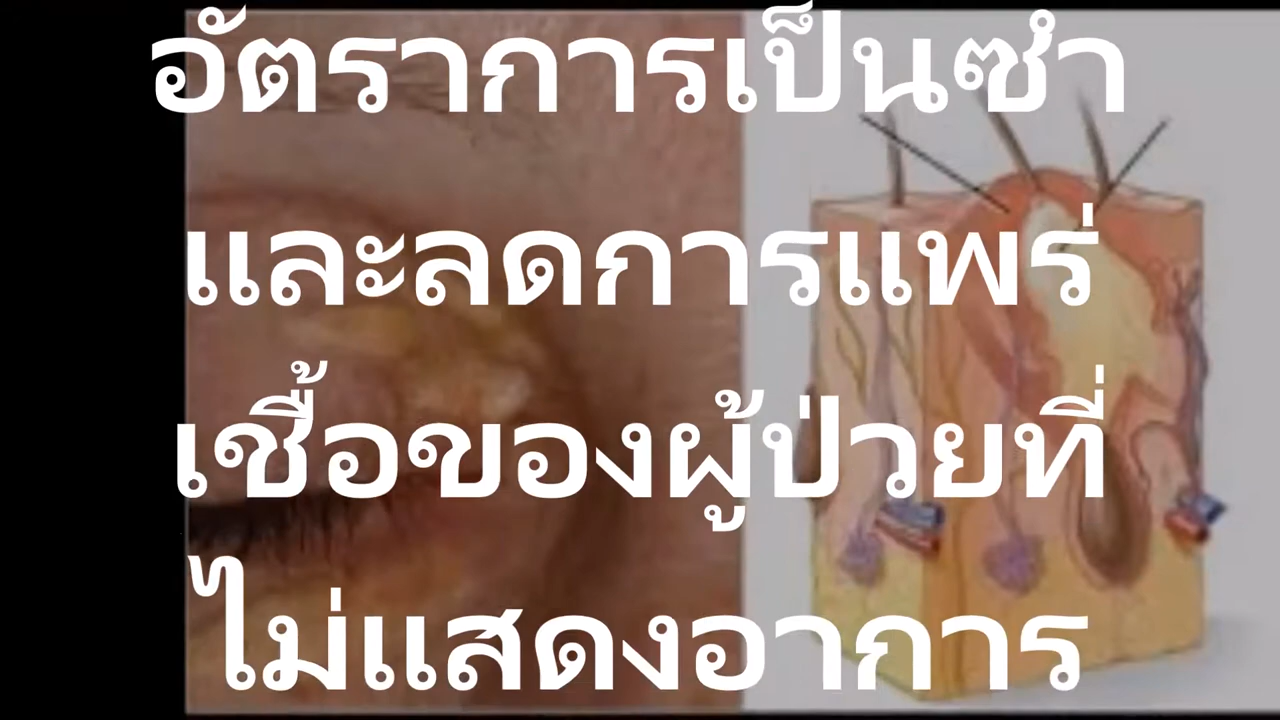 อัตราการเป็นซ้ำ
และลดการแพร่
เชื้อของผู้ป่วยที่
ไม่แสดงอาการ